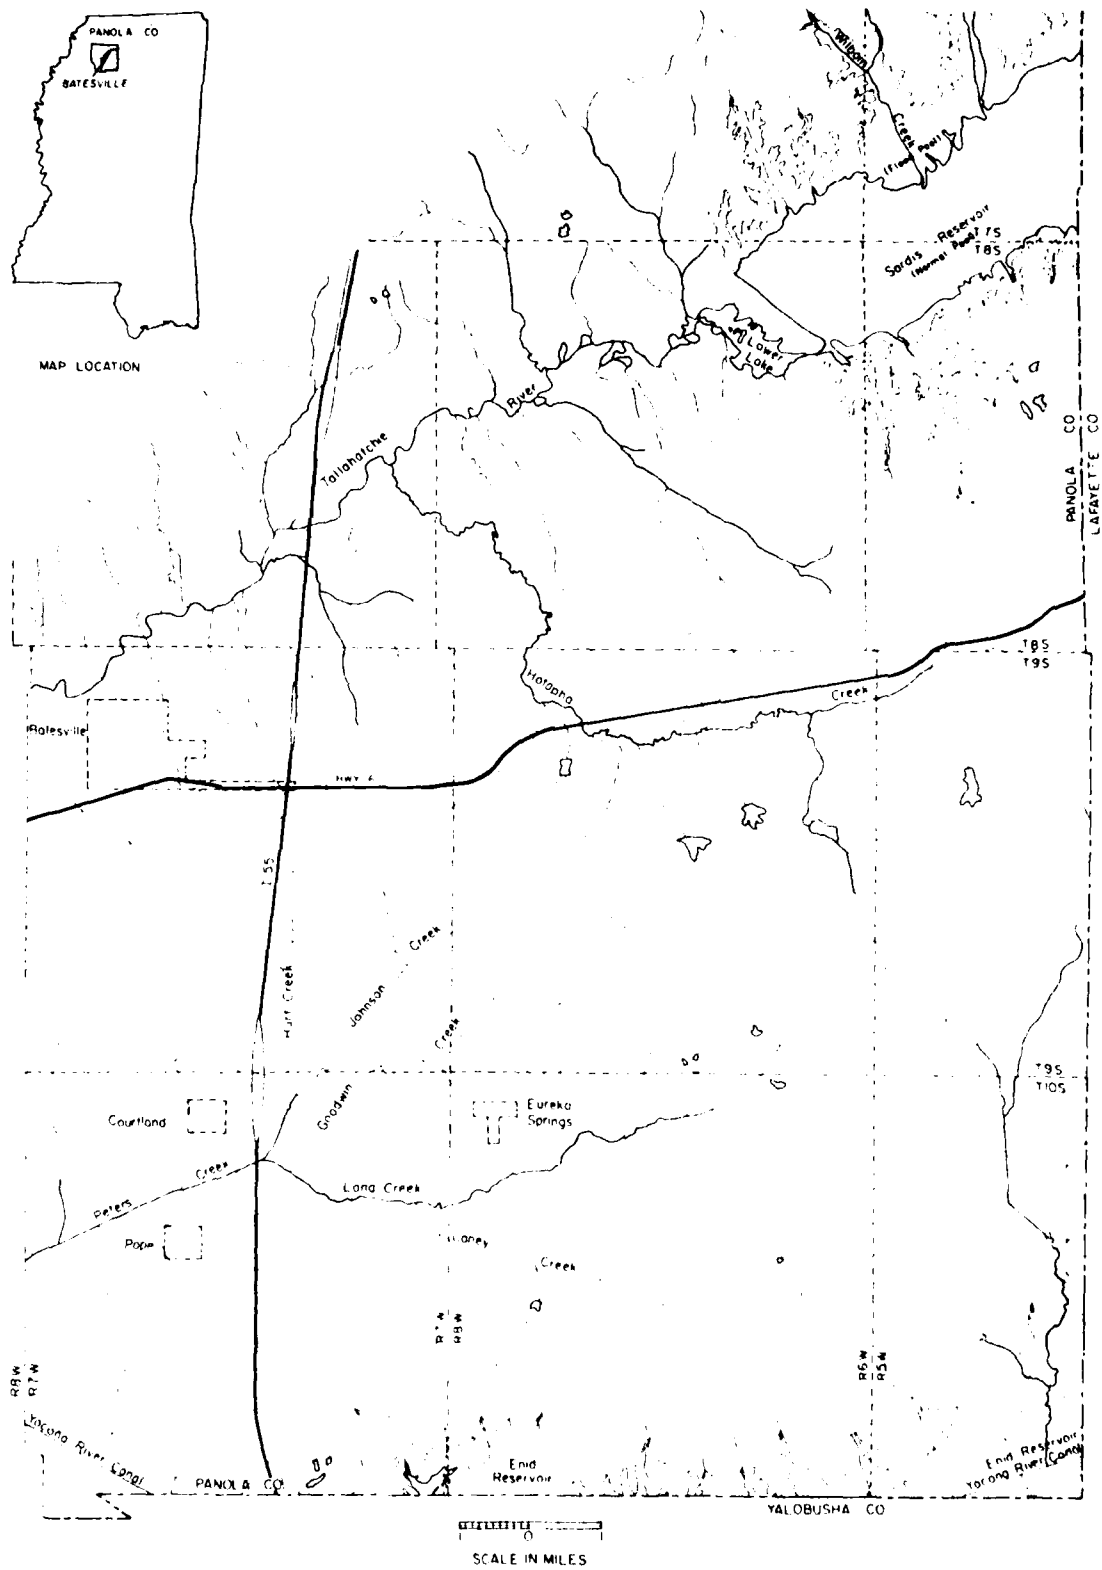 PANOLA CO
BATESVILLE
MAP LOCATION
Creek
(Flood Pool)
Sardis Reservoir
(Normal Pool)
T7S
T8S
Lower
Lake
River
Tallahatchie
PANOLA CO
LAFAYETTE CO
T8S
T9S
Hotopha
Creek
Batesville
HWY 6
I 55
Creek
Johnson
Creek
Goodwin
Creek
T9S
T10S
Courtland
Eureka
Springs
Peters
Creek
Long Creek
Pope
Creek
R8W
R7W
R6W
R5W
Yocona River Canal
PANOLA CO
Enid
Reservoir
Enid Reservoir
Yocona River Canal
YALOBUSHA CO
0
SCALE IN MILES